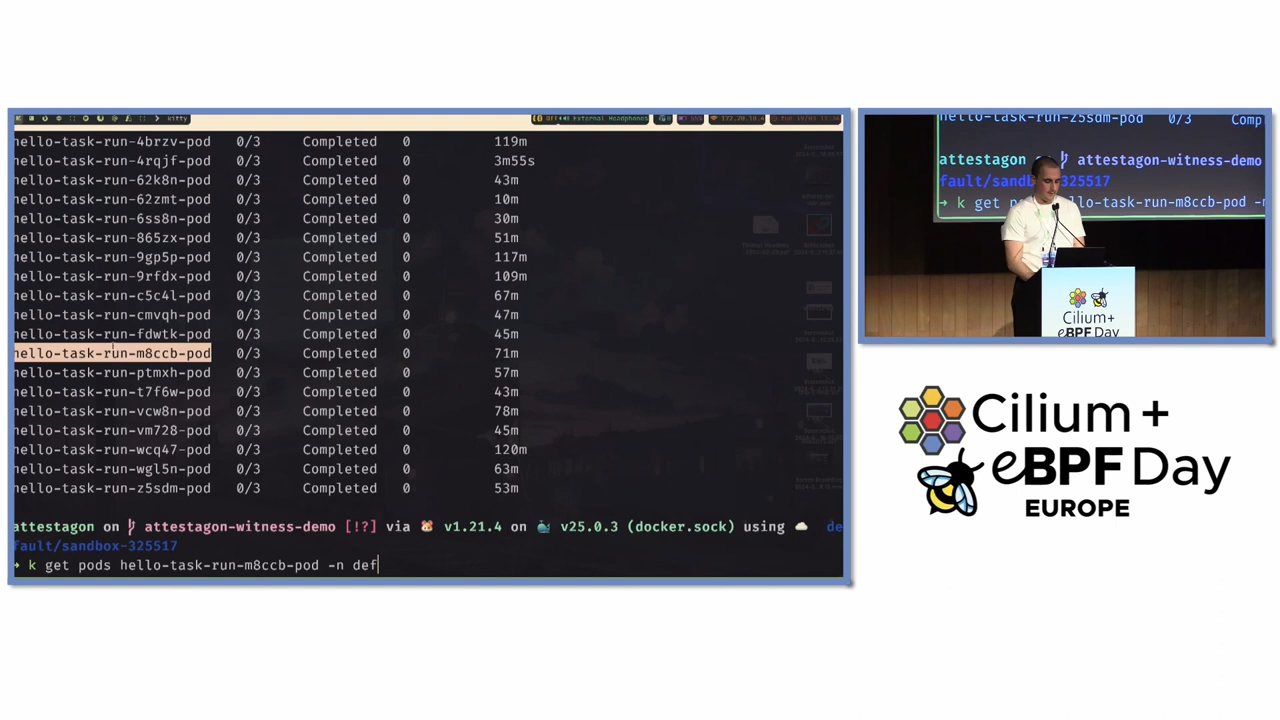 kitty External Headphones
hello-task-run-4brzv-pod 0/3 Completed 0 119m
hello-task-run-4rqjf-pod 0/3 Completed 0 3m55s
hello-task-run-62k8n-pod 0/3 Completed 0 43m
hello-task-run-62zmt-pod 0/3 Completed 0 10m
hello-task-run-6ss8n-pod 0/3 Completed 0 30m
hello-task-run-865zx-pod 0/3 Completed 0 51m
hello-task-run-9gp5p-pod 0/3 Completed 0 117m
hello-task-run-9rfdx-pod 0/3 Completed 0 109m
hello-task-run-c5c4l-pod 0/3 Completed 0 67m
hello-task-run-cmvqh-pod 0/3 Completed 0 47m
hello-task-run-fdwtk-pod 0/3 Completed 0 45m
hello-task-run-m8ccb-pod 0/3 Completed 0 71m
hello-task-run-ptmxh-pod 0/3 Completed 0 57m
hello-task-run-t7f6w-pod 0/3 Completed 0 43m
hello-task-run-vcw8n-pod 0/3 Completed 0 78m
hello-task-run-vm728-pod 0/3 Completed 0 45m
hello-task-run-wcq47-pod 0/3 Completed 0 120m
hello-task-run-wgl5n-pod 0/3 Completed 0 63m
hello-task-run-z5sdm-pod 0/3 Completed 0 53m
attestagon on attestagon-witness-demo [!?] via v1.21.4 on v25.0.3 (docker.sock) using de
fault/sandbox-325517
→ k get pods hello-task-run-m8ccb-pod -n def
hello-task-run-z5sdm-pod 0/3 Comp
attestagon attestagon-witness-demo
fault/sandb 325517
→ k get p ello-task-run-m8ccb-pod -n
Cilium+
eBPF Day
Cilium +
eBPF Day
EUROPE